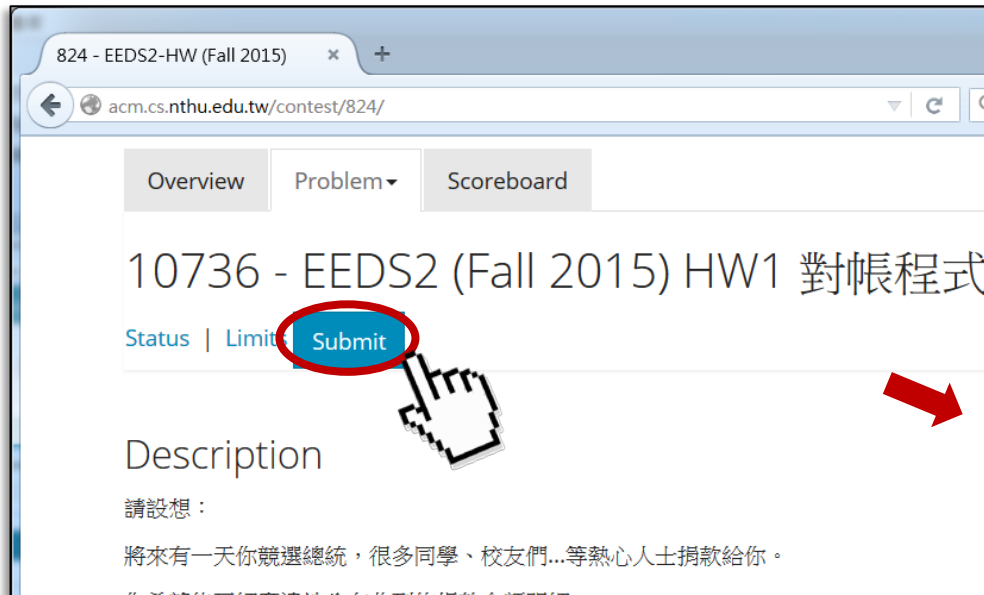 824 - EEDS2-HW (Fall 2015)
acm.cs.nthu.edu.tw/contest/824/
Overview Problem Scoreboard
10736 - EEDS2 (Fall 2015) HW1 對帳程式
Status | Limits Submit
Description
請設想：
將來有一天你競選總統，很多同學、校友們...等熱心人士捐款給你。